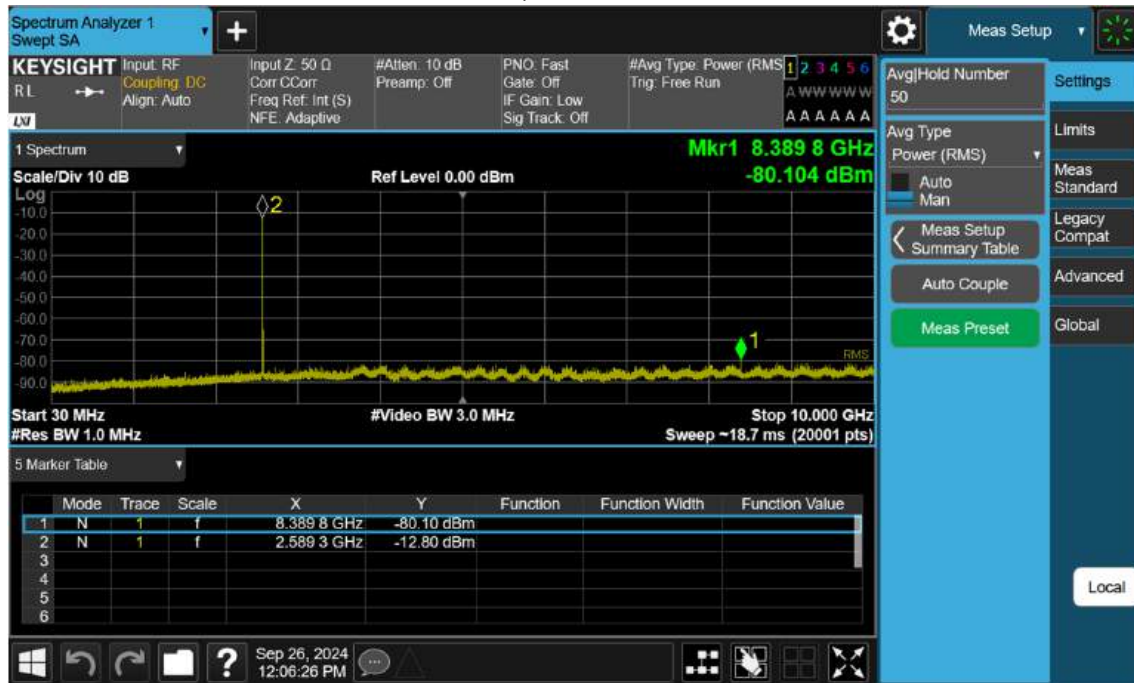 Spectrum Analyzer 1
Swept SA
+
Meas Setup
KEYSIGHT
RL
LXI
Input: RF
Coupling: DC
Align: Auto
Input Z: 50 Ω
Corr CCorr
Freq Ref: Int (S)
NFE: Adaptive
#Atten: 10 dB
Preamp: Off
PNO: Fast
Gate: Off
IF Gain: Low
Sig Track: Off
#Avg Type: Power (RMS
Trig: Free Run
1 2 3 4 5 6
A W W W W W
A A A A A A
1 Spectrum
Scale/Div 10 dB
Ref Level 0.00 dBm
Mkr1 8.389 8 GHz
-80.104 dBm
Log
-10.0
-20.0
-30.0
-40.0
-50.0
-60.0
-70.0
-80.0
-90.0
2
1
RMS
Start 30 MHz
#Video BW 3.0 MHz
Stop 10.000 GHz
#Res BW 1.0 MHz
Sweep ~18.7 ms (20001 pts)
5 Marker Table
Mode Trace Scale X Y Function Function Width Function Value
1 N 1 f 8.389 8 GHz -80.10 dBm
2 N 1 f 2.589 3 GHz -12.80 dBm
3
4
5
6
Avg|Hold Number
50
Avg Type
Power (RMS)
Auto
Man
Meas Setup
Summary Table
Auto Couple
Meas Preset
Settings
Limits
Meas
Standard
Legacy
Compat
Advanced
Global
Local
?
Sep 26, 2024
12:06:26 PM